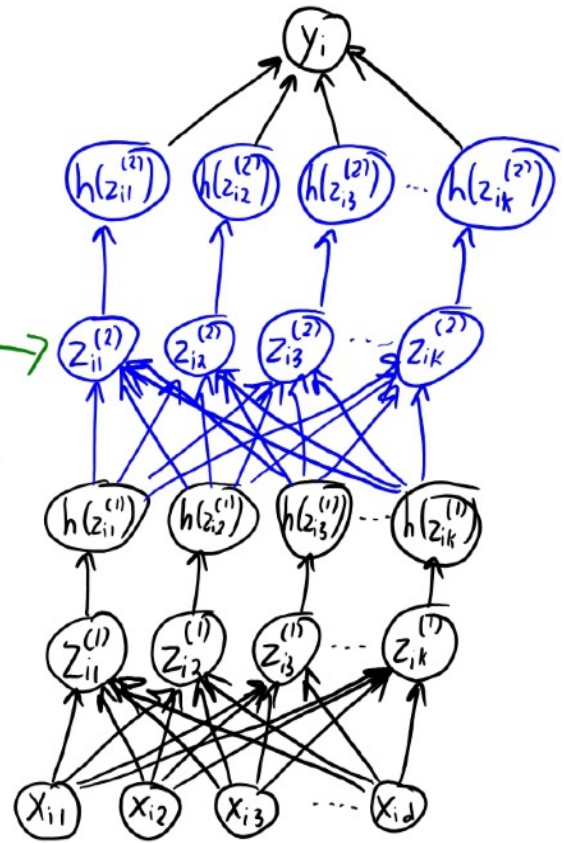 yi
h(zi1^(2)) h(zi2^(2)) h(zi3^(2)) ... h(zik^(2))
zi1^(2) zi2^(2) zi3^(2) ... zik^(2)
h(zi1^(1)) h(zi2^(1)) h(zi3^(1)) ... h(zik^(1))
zi1^(1) zi2^(1) zi3^(1) ... zik^(1)
xi1 xi2 xi3 .... xid